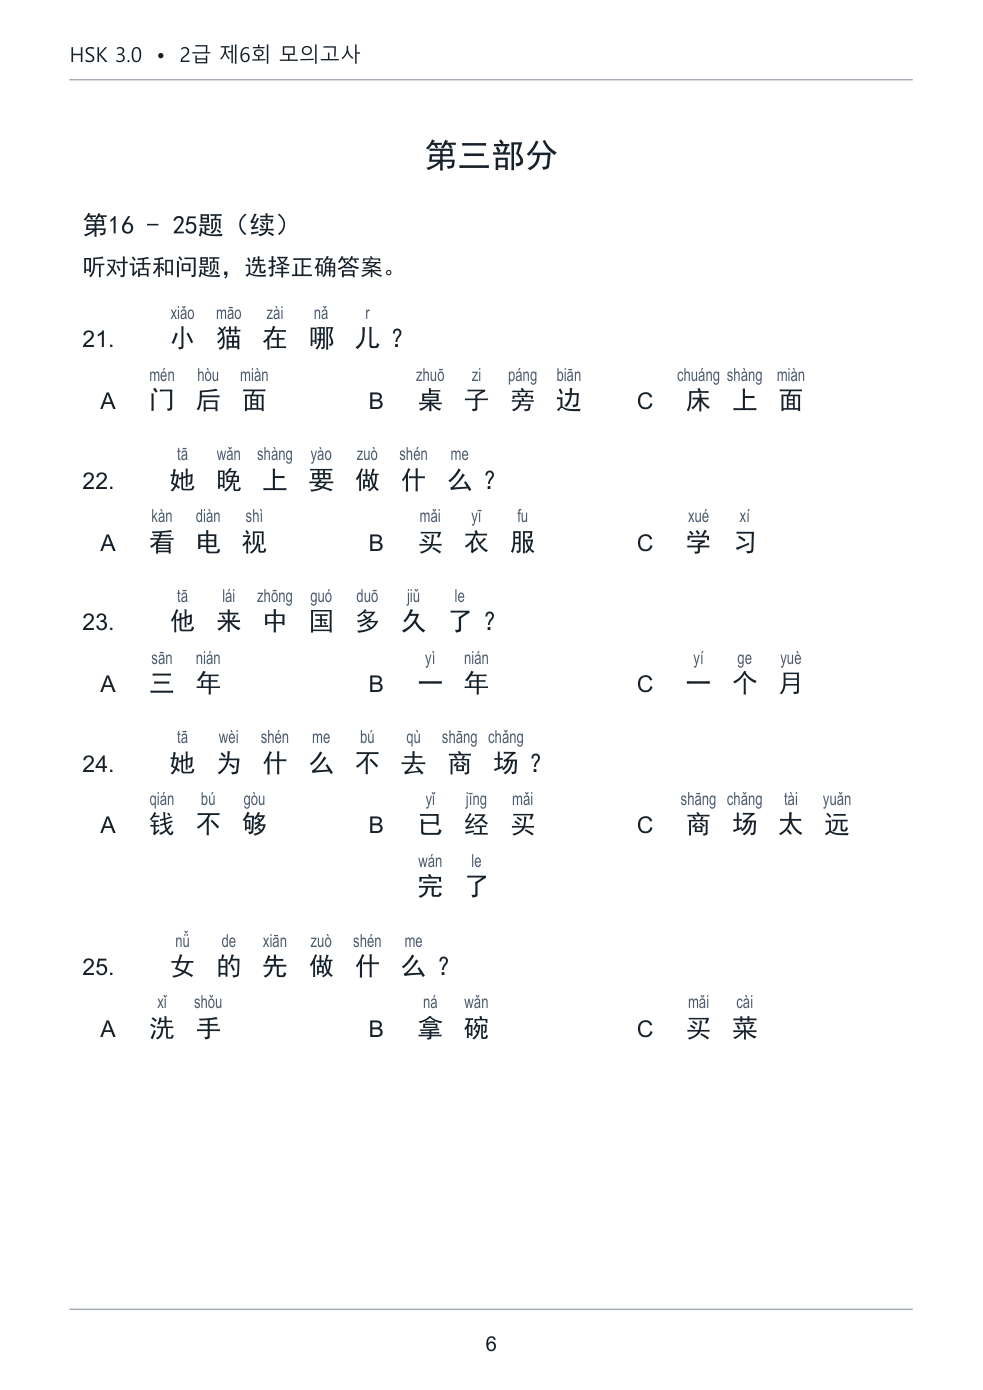 HSK 3.0 • 2급 제6회 모의고사
第三部分
第16 － 25题（续）
听对话和问题，选择正确答案。
xiǎo māo zài nǎ r
21. 小 猫 在 哪 儿 ？
mén hòu miàn zhuō zi páng biān chuáng shàng miàn
A 门 后 面 B 桌 子 旁 边 C 床 上 面
tā wǎn shàng yào zuò shén me
22. 她 晚 上 要 做 什 么 ？
kàn diàn shì mǎi yī fu xué xí
A 看 电 视 B 买 衣 服 C 学 习
tā lái zhōng guó duō jiǔ le
23. 他 来 中 国 多 久 了 ？
sān nián yì nián yí ge yuè
A 三 年 B 一 年 C 一 个 月
tā wèi shén me bú qù shāng chǎng
24. 她 为 什 么 不 去 商 场 ？
qián bú gòu yǐ jīng mǎi shāng chǎng tài yuǎn
A 钱 不 够 B 已 经 买 C 商 场 太 远
wán le
完 了
nǚ de xiān zuò shén me
25. 女 的 先 做 什 么 ？
xǐ shǒu ná wǎn mǎi cài
A 洗 手 B 拿 碗 C 买 菜
6